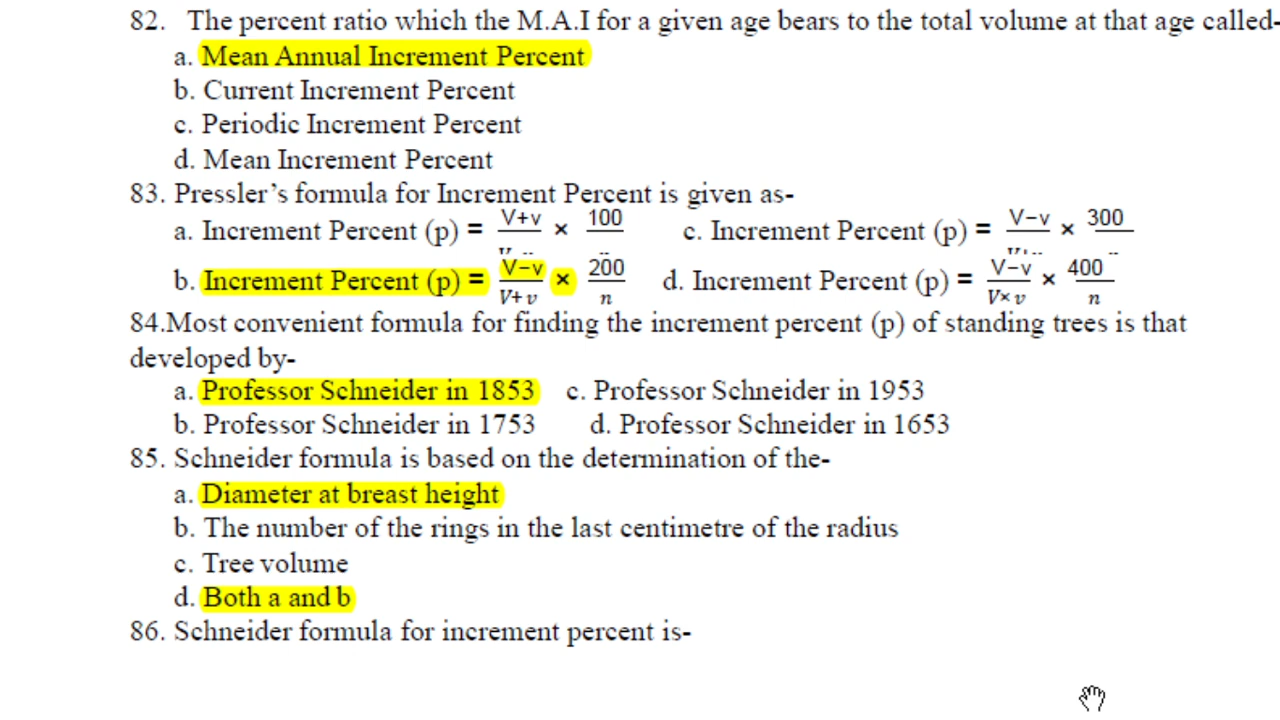 82. The percent ratio which the M.A.I for a given age bears to the total volume at that age called-
a. Mean Annual Increment Percent
b. Current Increment Percent
c. Periodic Increment Percent
d. Mean Increment Percent
83. Pressler's formula for Increment Percent is given as-
a. Increment Percent (p) = V+v × 100 c. Increment Percent (p) = V−v / × 300
b. Increment Percent (p) = V−v/V+v × 200/n d. Increment Percent (p) = V−v/V×v × 400/n
84.Most convenient formula for finding the increment percent (p) of standing trees is that
developed by-
a. Professor Schneider in 1853 c. Professor Schneider in 1953
b. Professor Schneider in 1753 d. Professor Schneider in 1653
85. Schneider formula is based on the determination of the-
a. Diameter at breast height
b. The number of the rings in the last centimetre of the radius
c. Tree volume
d. Both a and b
86. Schneider formula for increment percent is-